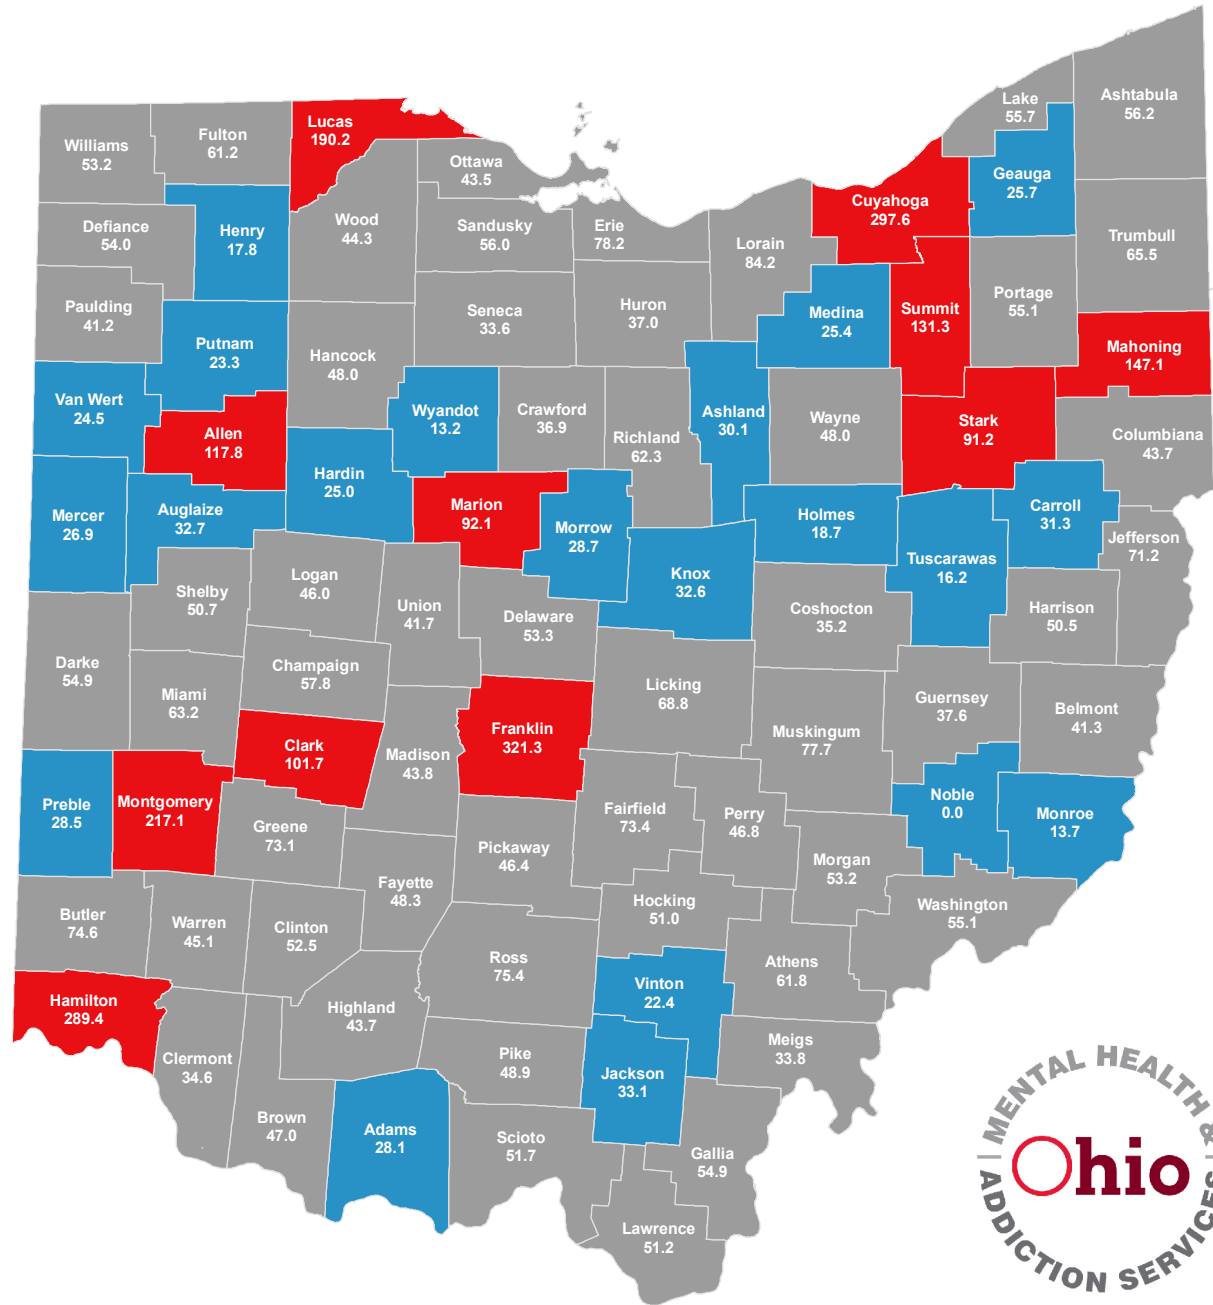 Lake
55.7
Ashtabula
56.2
Lucas
190.2
Fulton
61.2
Williams
53.2
Ottawa
43.5
Geauga
25.7
Cuyahoga
297.6
Wood
44.3
Defiance
54.0
Henry
17.8
Sandusky
56.0
Erie
78.2
Lorain
84.2
Trumbull
65.5
Paulding
41.2
Seneca
33.6
Huron
37.0
Medina
25.4
Summit
131.3
Portage
55.1
Putnam
23.3
Hancock
48.0
Mahoning
147.1
Van Wert
24.5
Wyandot
13.2
Crawford
36.9
Ashland
30.1
Wayne
48.0
Stark
91.2
Allen
117.8
Richland
62.3
Columbiana
43.7
Hardin
25.0
Marion
92.1
Mercer
26.9
Auglaize
32.7
Morrow
28.7
Holmes
18.7
Carroll
31.3
Jefferson
71.2
Tuscarawas
16.2
Logan
46.0
Knox
32.6
Shelby
50.7
Union
41.7
Delaware
53.3
Coshocton
35.2
Harrison
50.5
Darke
54.9
Champaign
57.8
Miami
63.2
Licking
68.8
Guernsey
37.6
Belmont
41.3
Franklin
321.3
Muskingum
77.7
Clark
101.7
Madison
43.8
Preble
28.5
Montgomery
217.1
Noble
0.0
Monroe
13.7
Greene
73.1
Fairfield
73.4
Perry
46.8
Pickaway
46.4
Morgan
53.2
Fayette
48.3
Hocking
51.0
Washington
55.1
Butler
74.6
Warren
45.1
Clinton
52.5
Ross
75.4
Athens
61.8
Vinton
22.4
Hamilton
289.4
Highland
43.7
Meigs
33.8
Clermont
34.6
Pike
48.9
Jackson
33.1
Brown
47.0
Adams
28.1
Scioto
51.7
Gallia
54.9
Lawrence
51.2
MENTAL HEALTH &
Ohio
ADDICTION SERVICES